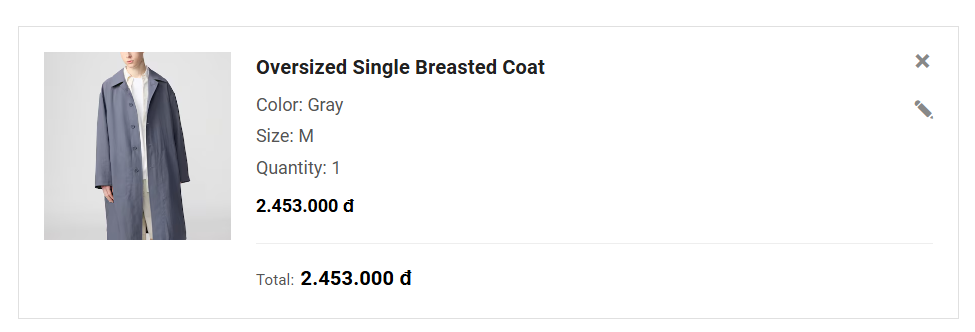 Oversized Single Breasted Coat
Color: Gray
Size: M
Quantity: 1
2.453.000 đ
Total: 2.453.000 đ